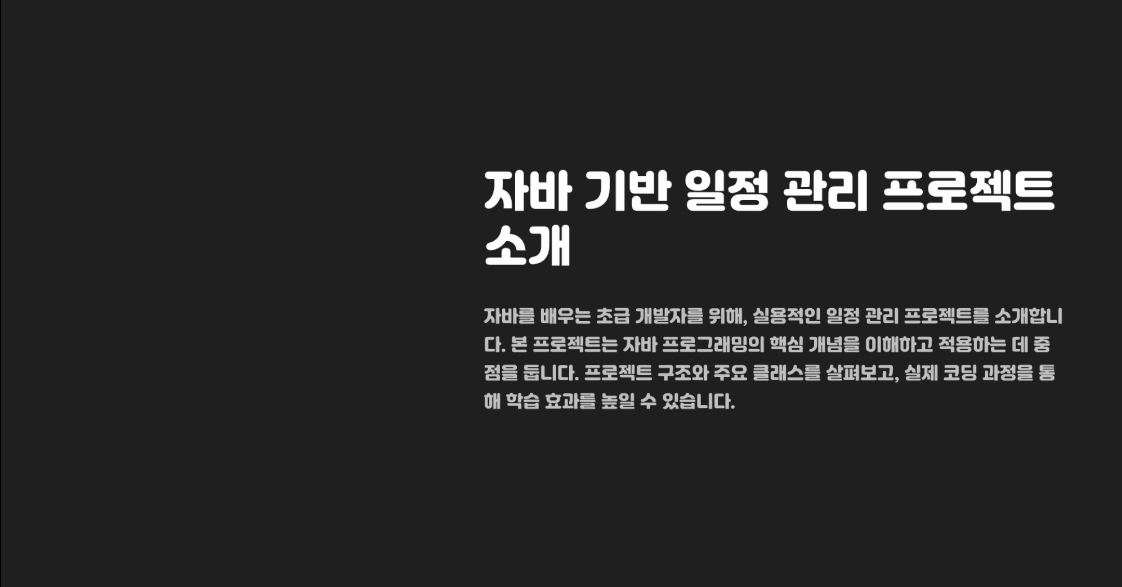 자바 기반 일정 관리 프로젝트
소개
자바를 배우는 초급 개발자를 위해, 실용적인 일정 관리 프로젝트를 소개합니
다. 본 프로젝트는 자바 프로그래밍의 핵심 개념을 이해하고 적용하는 데 중
점을 둡니다. 프로젝트 구조와 주요 클래스를 살펴보고, 실제 코딩 과정을 통
해 학습 효과를 높일 수 있습니다.